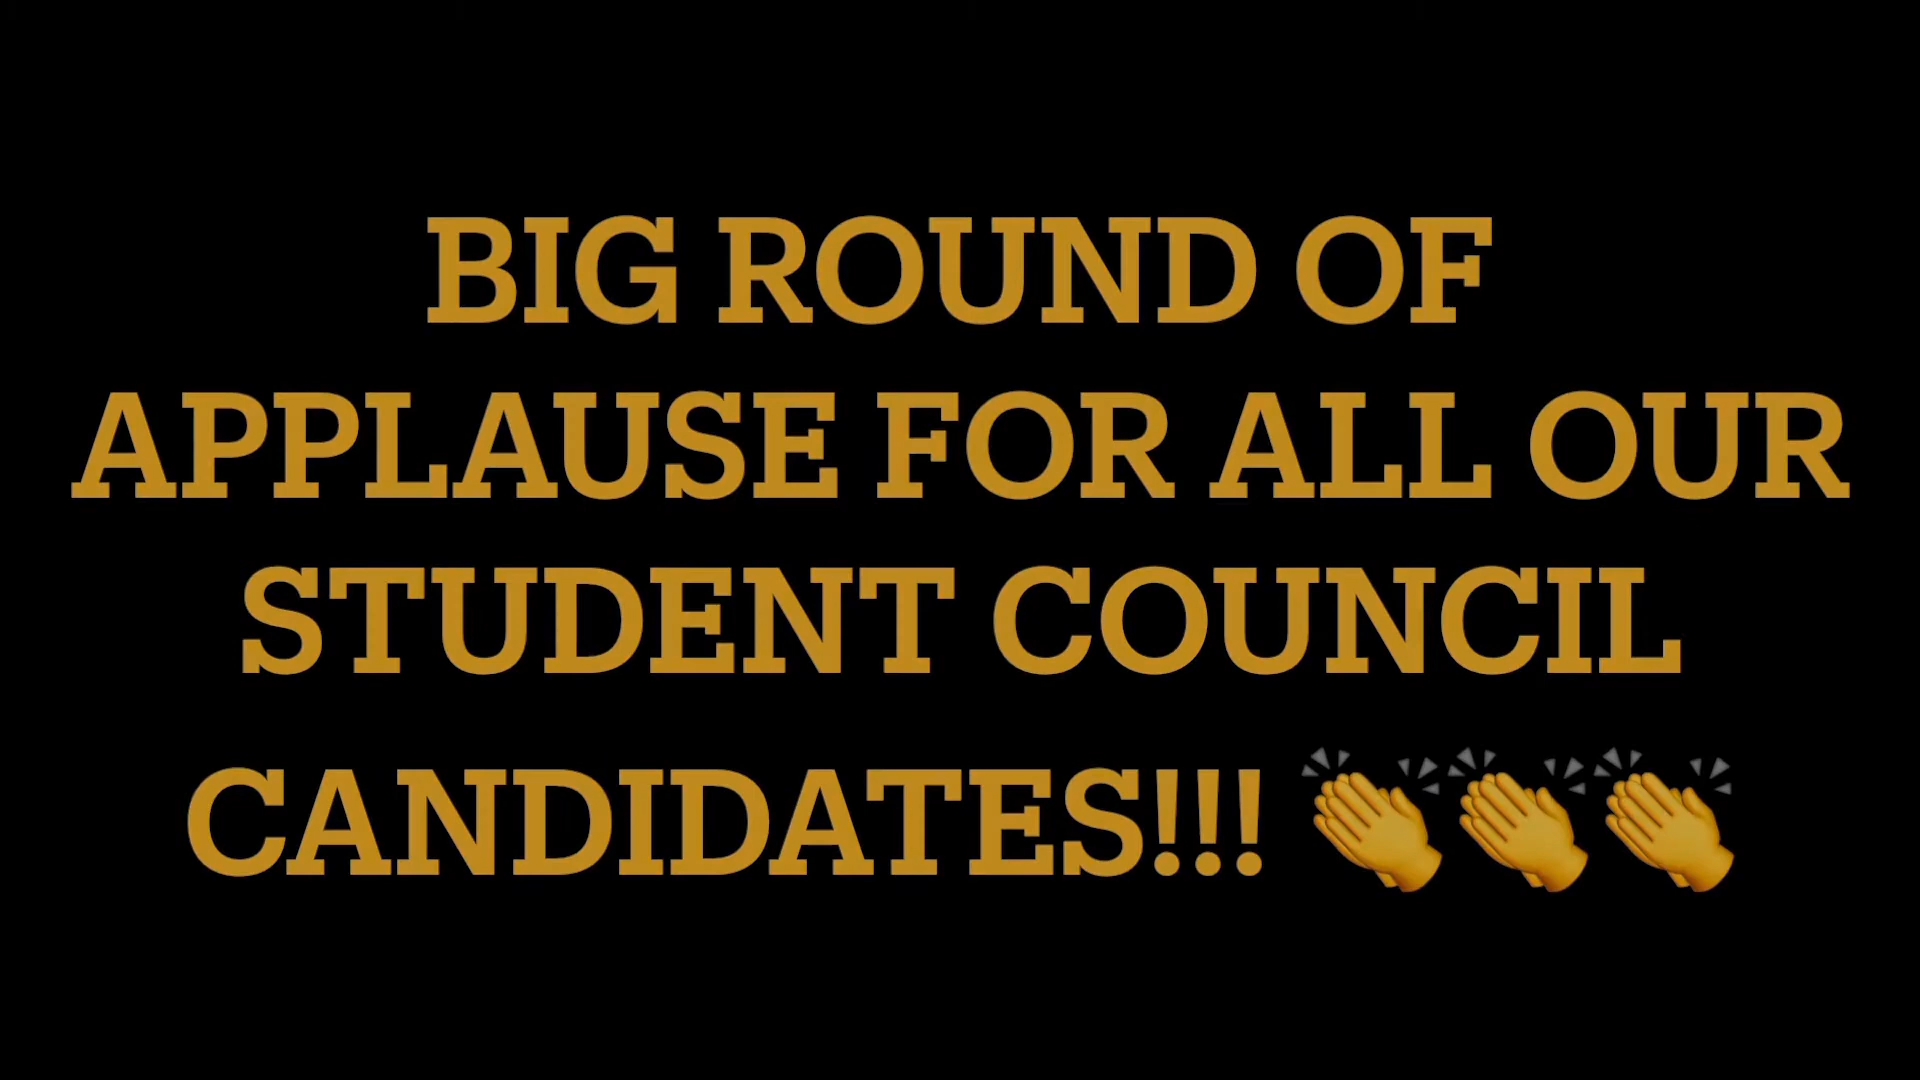 BIG ROUND OF
APPLAUSE FOR ALL OUR
STUDENT COUNCIL
CANDIDATES!!! 👏👏👏